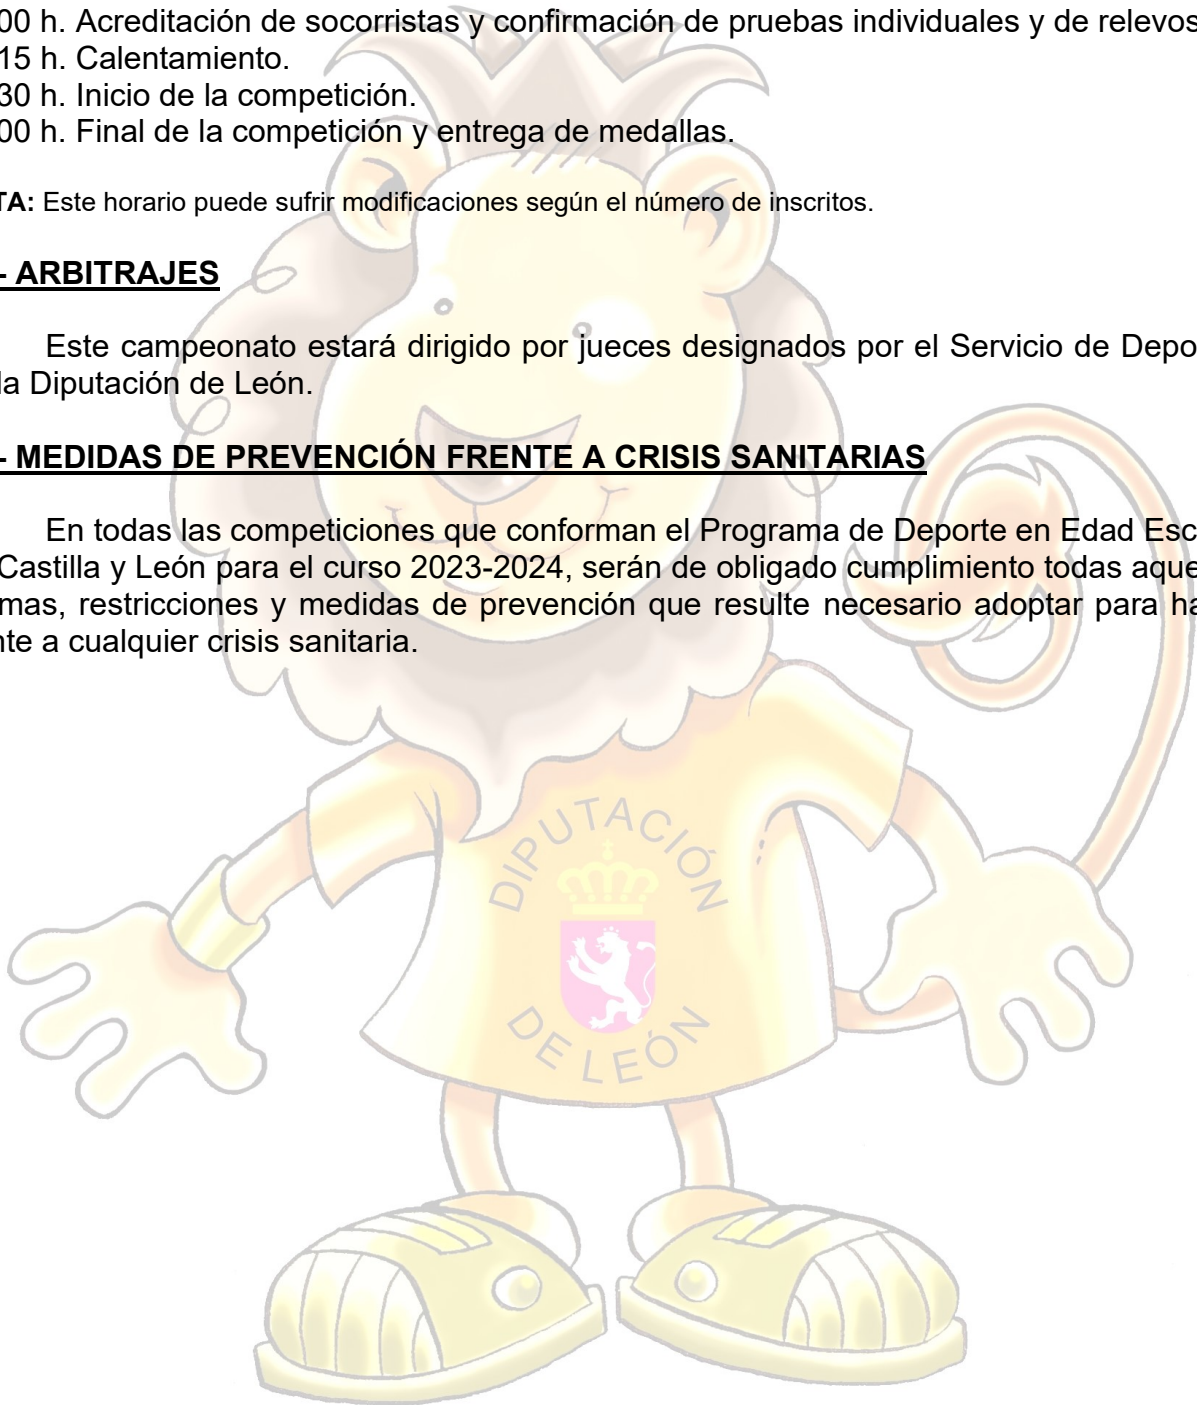 00 h. Acreditación de socorristas y confirmación de pruebas individuales y de relevos
15 h. Calentamiento.
30 h. Inicio de la competición.
00 h. Final de la competición y entrega de medallas.
TA: Este horario puede sufrir modificaciones según el número de inscritos.
- ARBITRAJES
Este campeonato estará dirigido por jueces designados por el Servicio de Depo
la Diputación de León.
- MEDIDAS DE PREVENCIÓN FRENTE A CRISIS SANITARIAS
En todas las competiciones que conforman el Programa de Deporte en Edad Esc
Castilla y León para el curso 2023-2024, serán de obligado cumplimiento todas aque
mas, restricciones y medidas de prevención que resulte necesario adoptar para ha
nte a cualquier crisis sanitaria.
DIPUTACIÓN
DE LEÓN